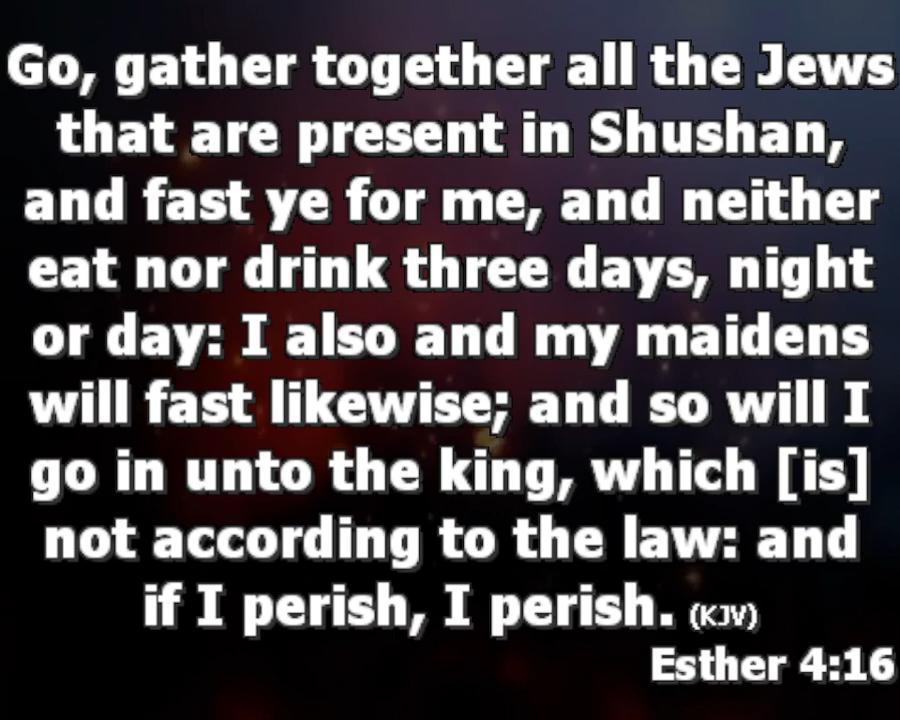 Go, gather together all the Jews
that are present in Shushan,
and fast ye for me, and neither
eat nor drink three days, night
or day: I also and my maidens
will fast likewise; and so will I
go in unto the king, which [is]
not according to the law: and
if I perish, I perish. (KJV)
Esther 4:16